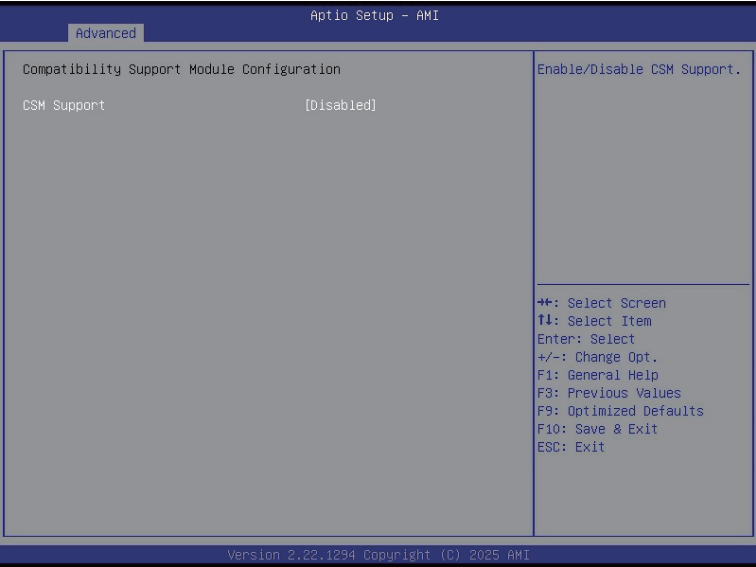 Aptio Setup – AMI
Advanced
Compatibility Support Module Configuration
CSM Support [Disabled]
Enable/Disable CSM Support.
→←: Select Screen
↑↓: Select Item
Enter: Select
+/-: Change Opt.
F1: General Help
F3: Previous Values
F9: Optimized Defaults
F10: Save & Exit
ESC: Exit
Version 2.22.1294 Copyright (C) 2025 AMI